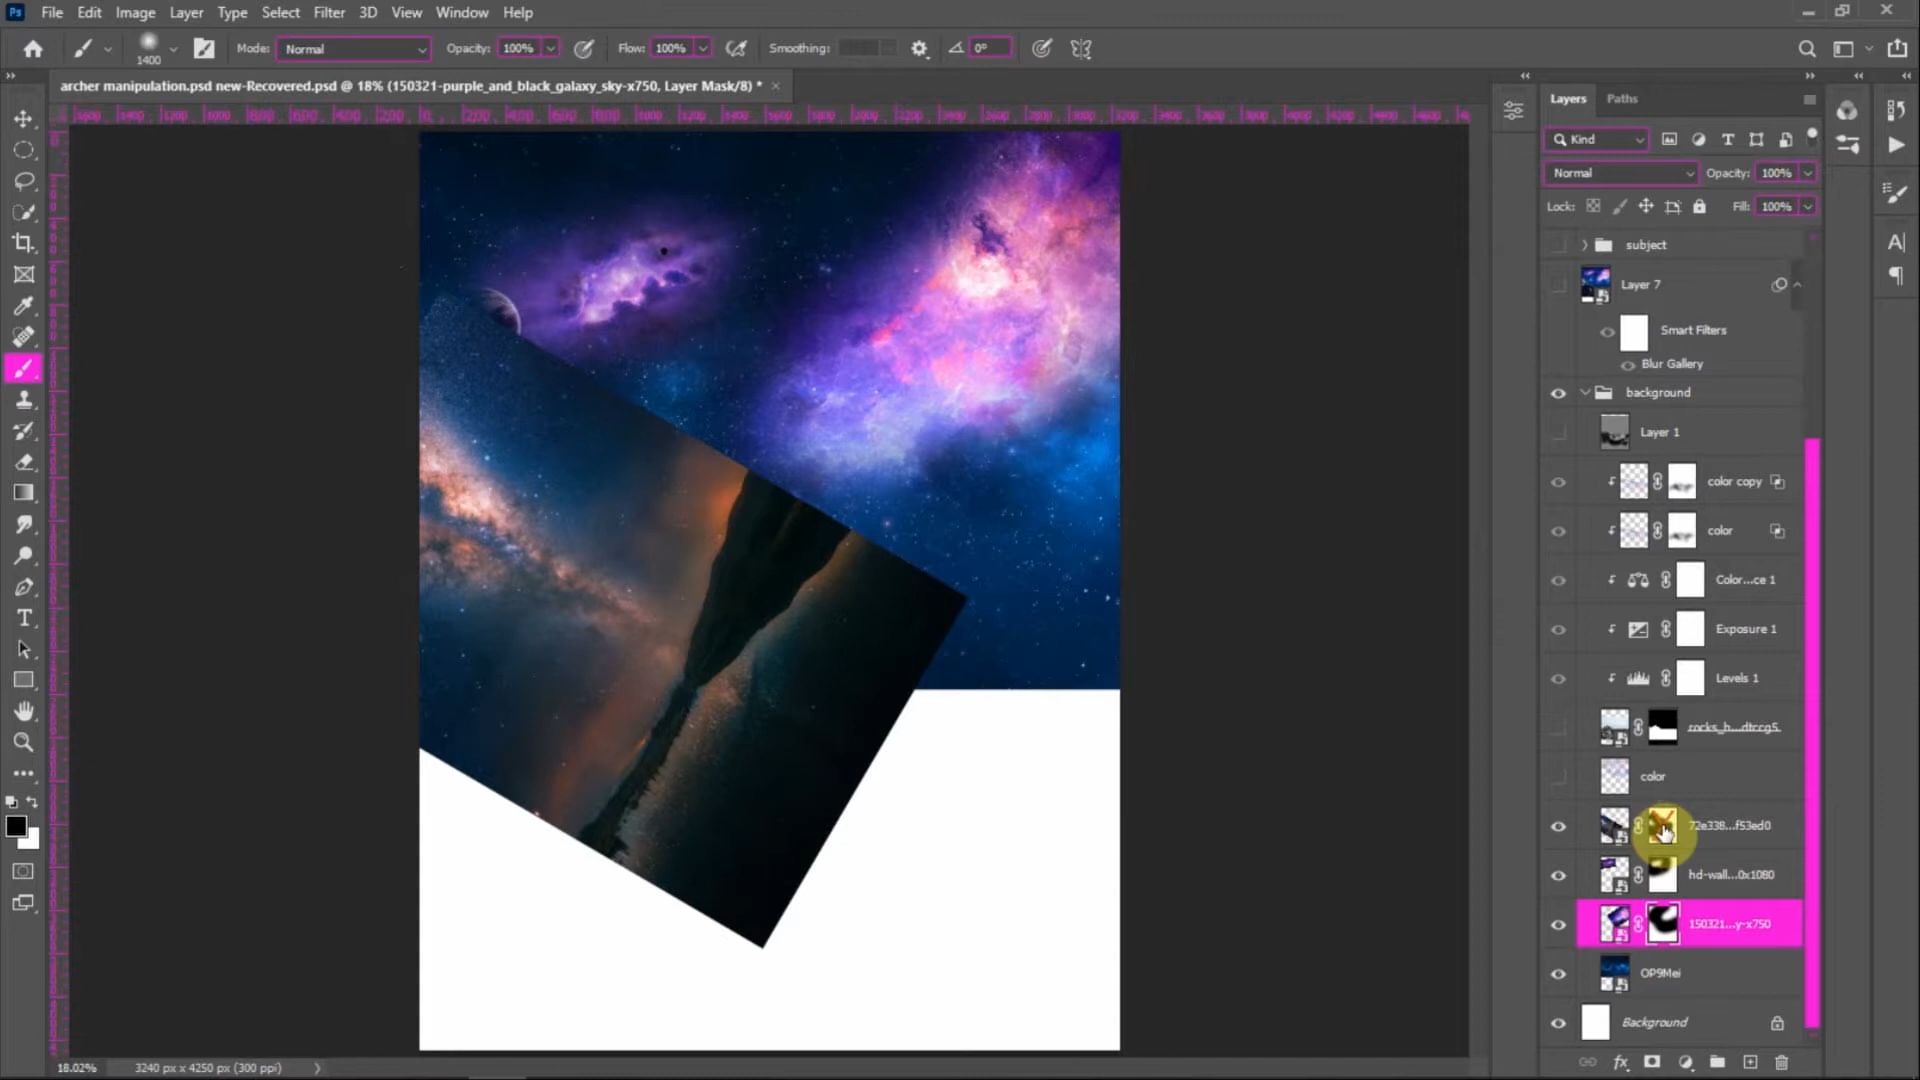 Ps File Edit Image Layer Type Select Filter 3D View Window Help
1400 Mode: Normal Opacity: 100% Flow: 100% Smoothing: 0°
archer manipulation.psd new-Recovered.psd @ 18% (150321-purple_and_black_galaxy_sky-x750, Layer Mask/8) * ×
Layers Paths
Kind
Normal Opacity: 100%
Lock: Fill: 100%
subject
Layer 7
Smart Filters
Blur Gallery
background
Layer 1
color copy
color
Color...ce 1
Exposure 1
Levels 1
rocks_b...dtccg5
color
72e338...f53ed0
hd-wall...0x1080
150321...y-x750
OP9Mei
Background
18.02% 3240 px x 4250 px (300 ppi)